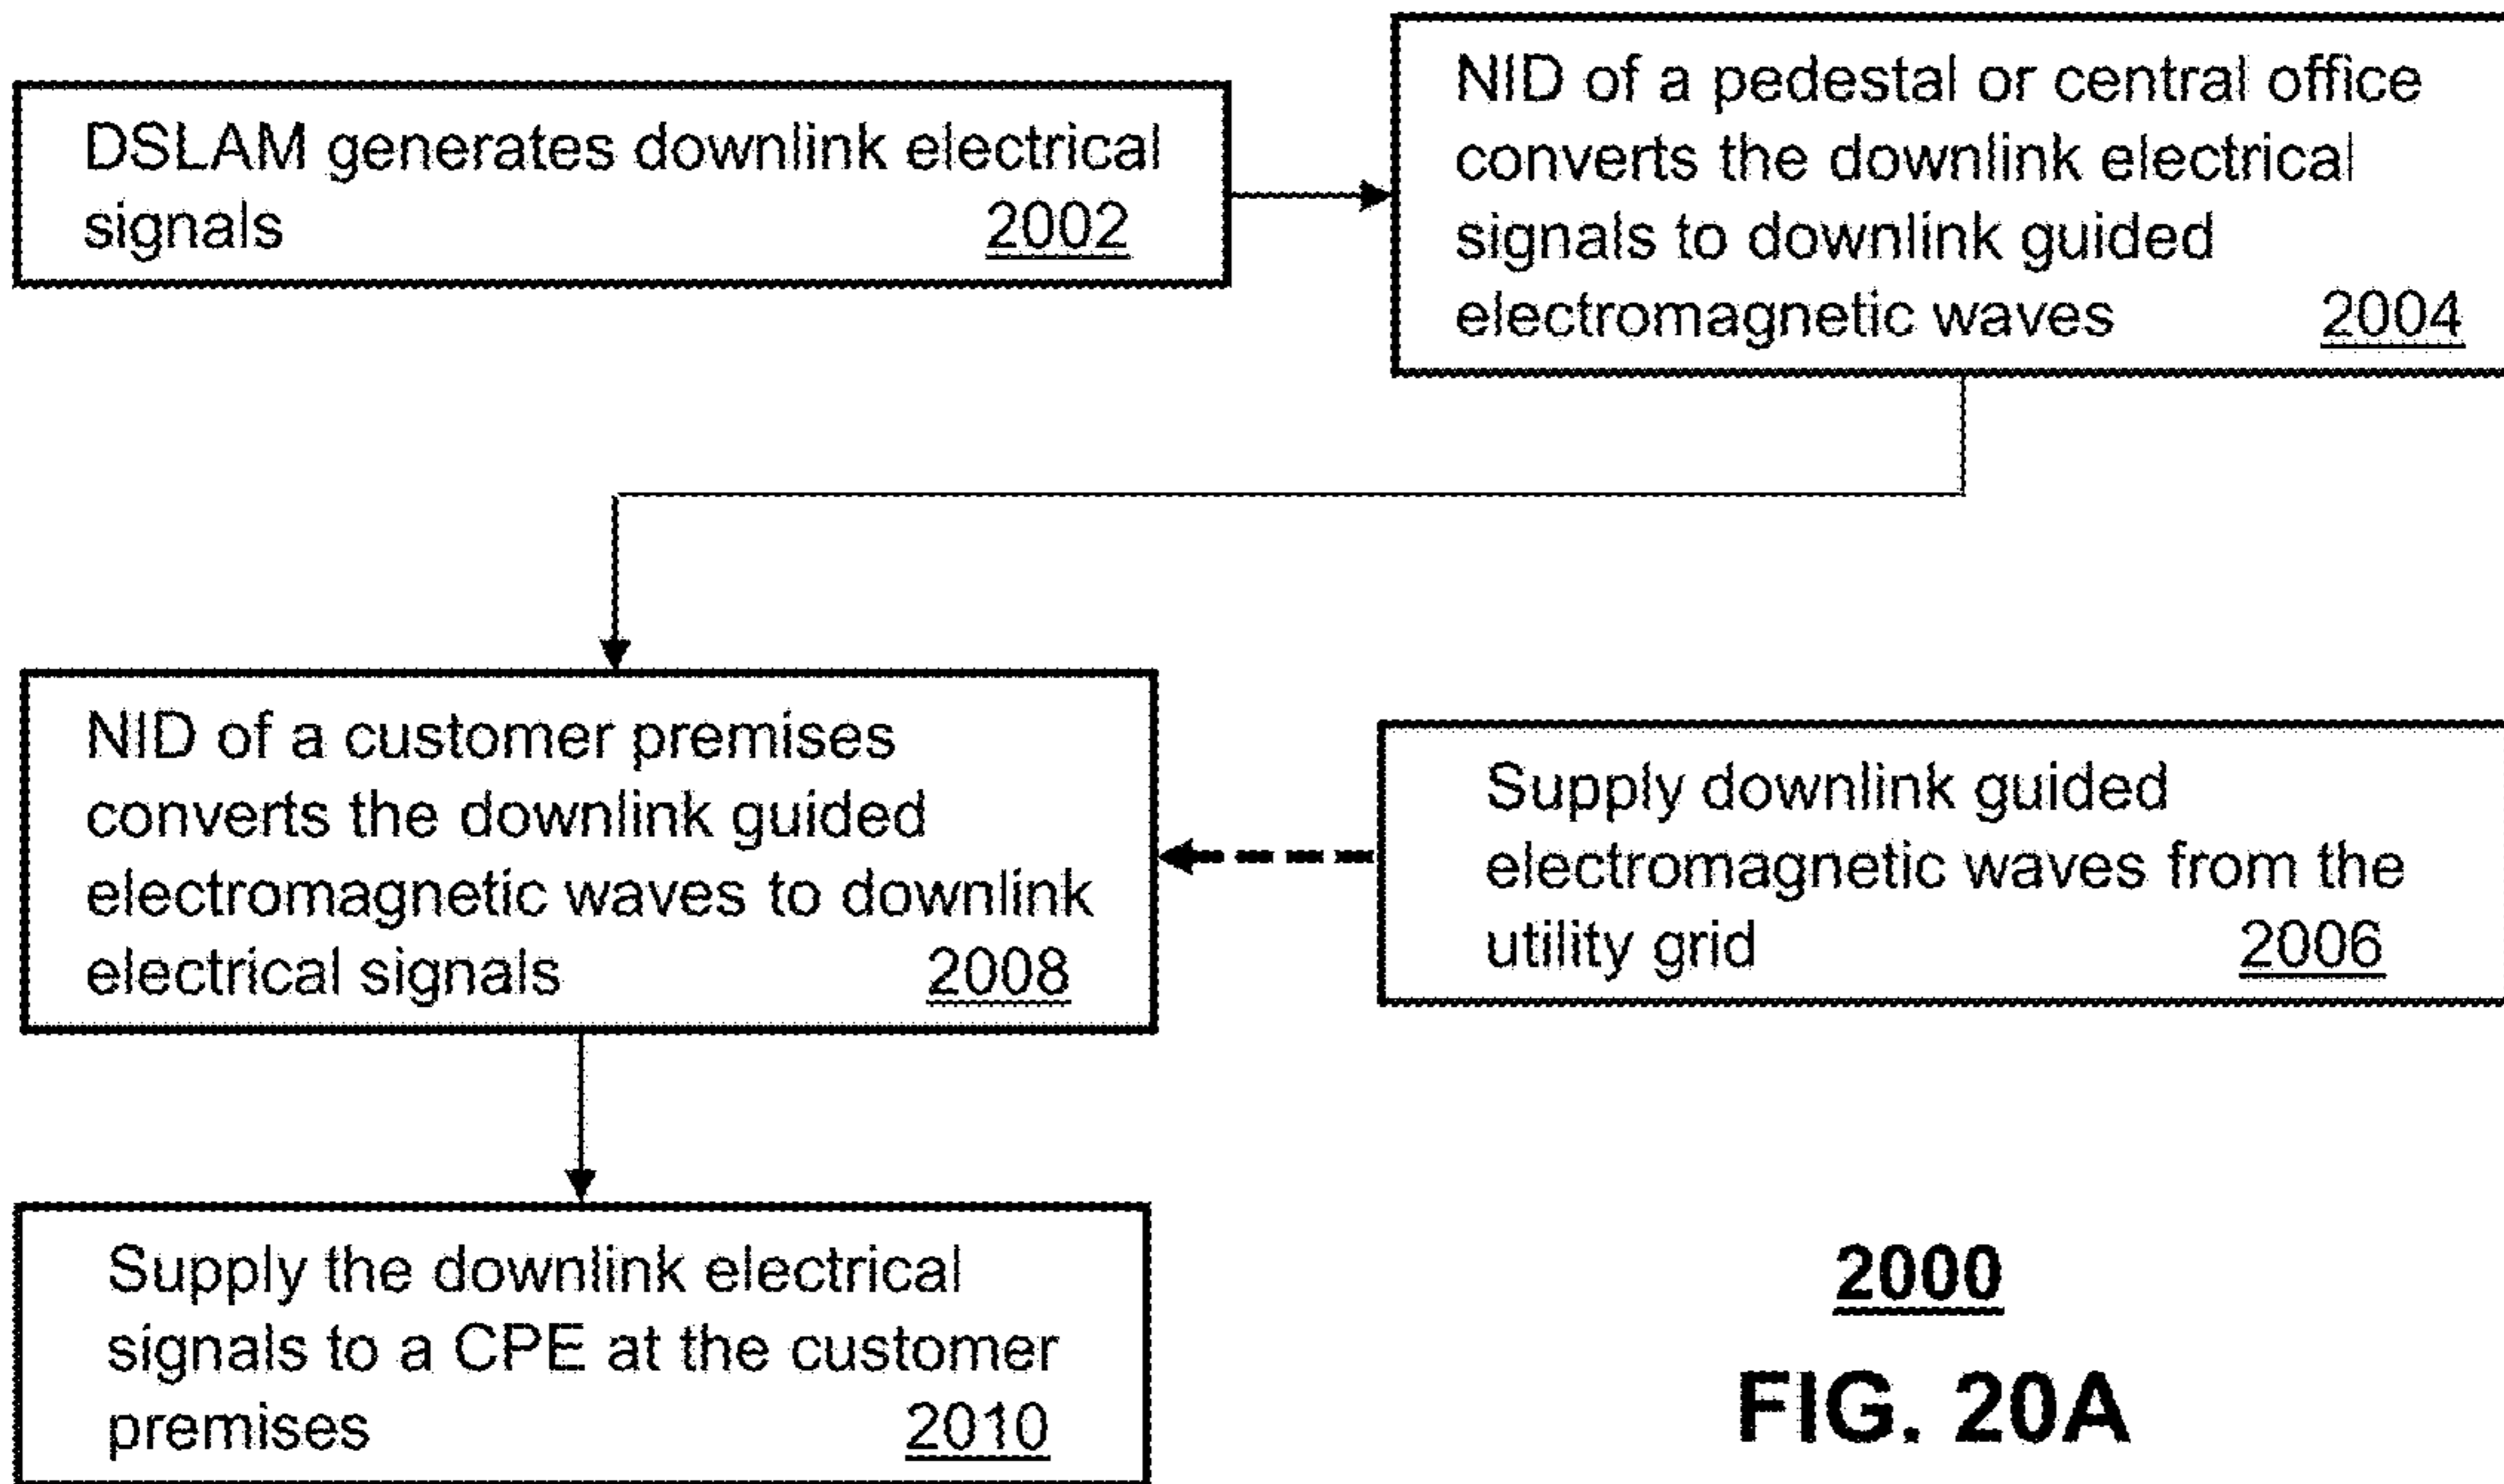 DSLAM generates downlink electrical
signals 2002
NID of a pedestal or central office
converts the downlink electrical
signals to downlink guided
electromagnetic waves 2004
NID of a customer premises
converts the downlink guided
electromagnetic waves to downlink
electrical signals 2008
Supply downlink guided
electromagnetic waves from the
utility grid 2006
Supply the downlink electrical
signals to a CPE at the customer
premises 2010
2000
FIG. 20A